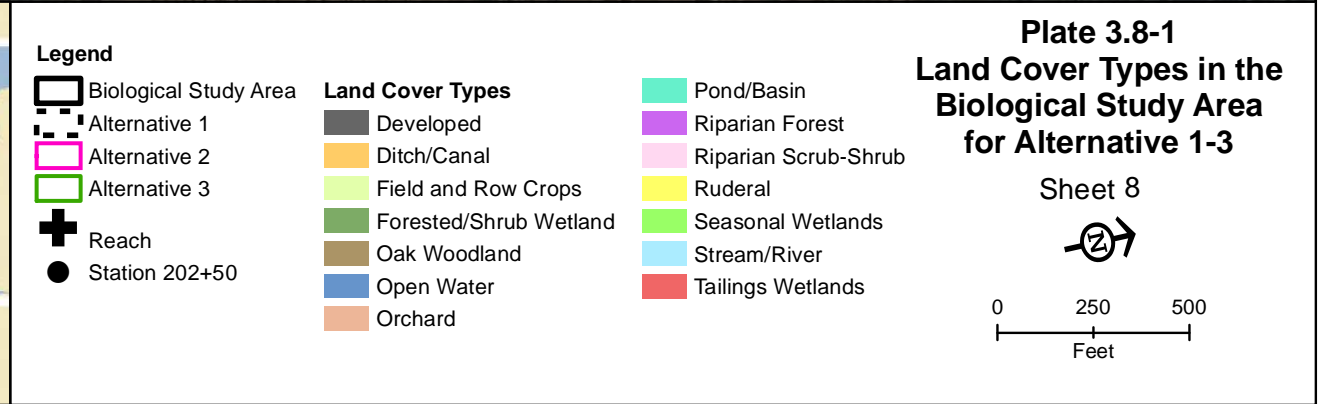 Legend
Biological Study Area
Alternative 1
Alternative 2
Alternative 3
Reach
Station 202+50
Land Cover Types
Developed
Ditch/Canal
Field and Row Crops
Forested/Shrub Wetland
Oak Woodland
Open Water
Orchard
Pond/Basin
Riparian Forest
Riparian Scrub-Shrub
Ruderal
Seasonal Wetlands
Stream/River
Tailings Wetlands
Plate 3.8-1
Land Cover Types in the
Biological Study Area
for Alternative 1-3
Sheet 8
N
0 250 500
Feet